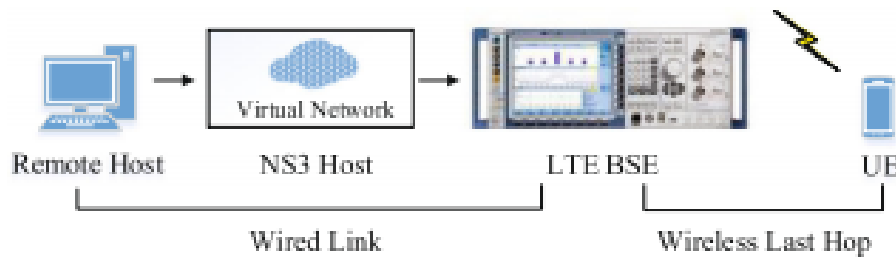 Virtual Network
Remote Host
NS3 Host
LTE BSE
UE
Wired Link
Wireless Last Hop